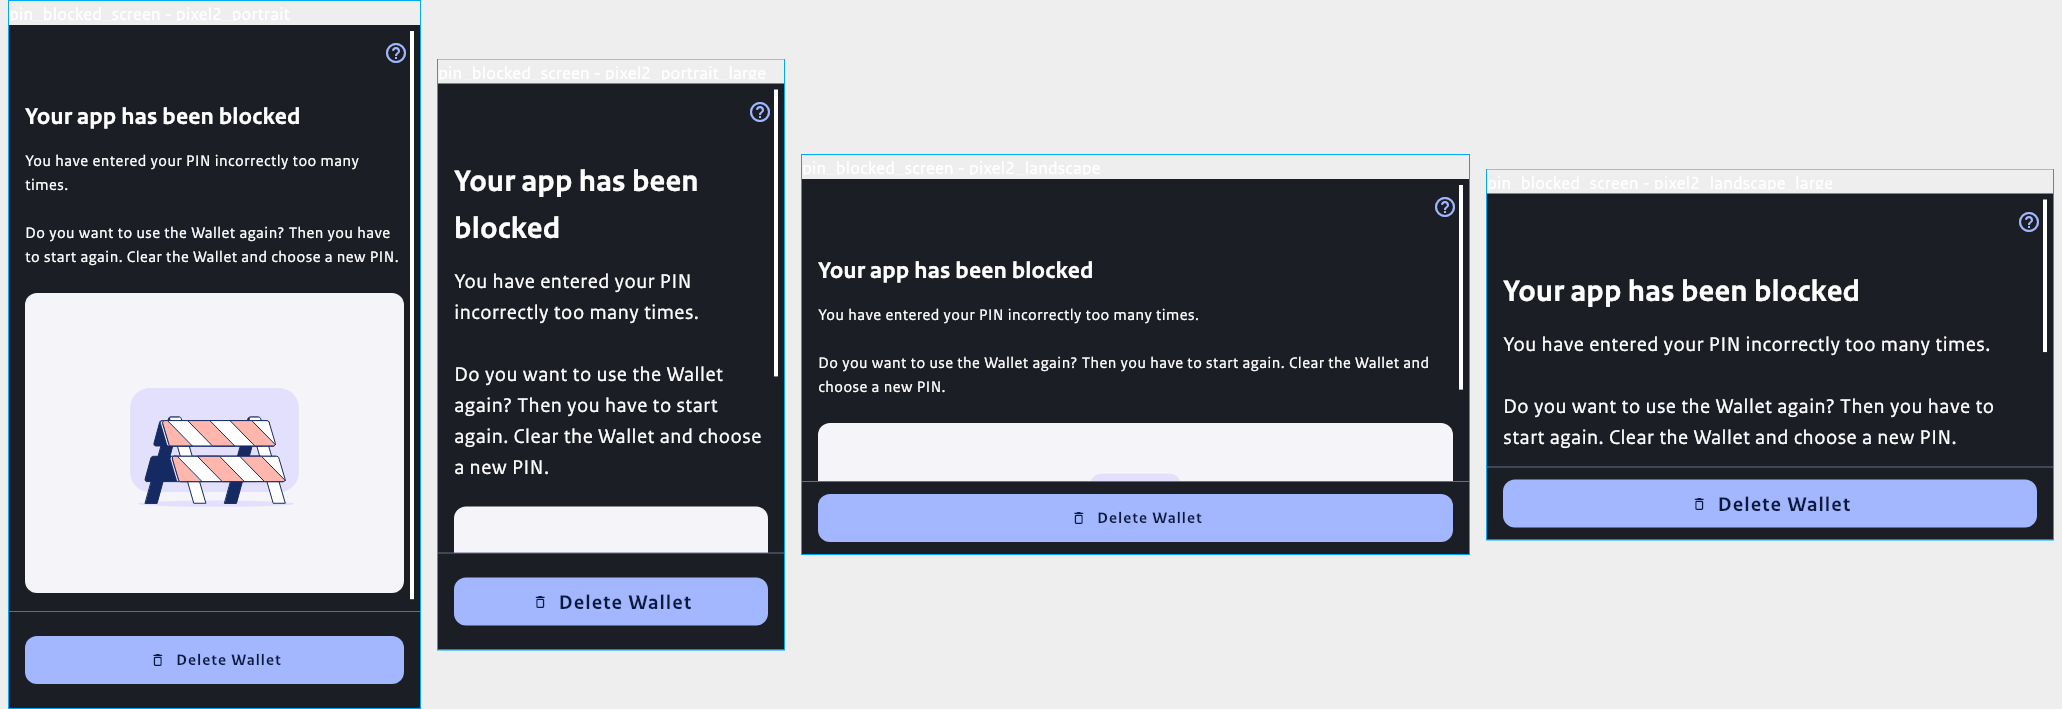 pin_blocked_screen - pixel2_portrait
Your app has been blocked
You have entered your PIN incorrectly too many
times.
Do you want to use the Wallet again? Then you have
to start again. Clear the Wallet and choose a new PIN.
Delete Wallet
pin_blocked_screen - pixel2_portrait_large
Your app has been
blocked
You have entered your PIN
incorrectly too many times.
Do you want to use the Wallet
again? Then you have to start
again. Clear the Wallet and choose
a new PIN.
Delete Wallet
pin_blocked_screen - pixel2_landscape
Your app has been blocked
You have entered your PIN incorrectly too many times.
Do you want to use the Wallet again? Then you have to start again. Clear the Wallet and
choose a new PIN.
Delete Wallet
pin_blocked_screen - pixel2_landscape_large
Your app has been blocked
You have entered your PIN incorrectly too many times.
Do you want to use the Wallet again? Then you have to
start again. Clear the Wallet and choose a new PIN.
Delete Wallet